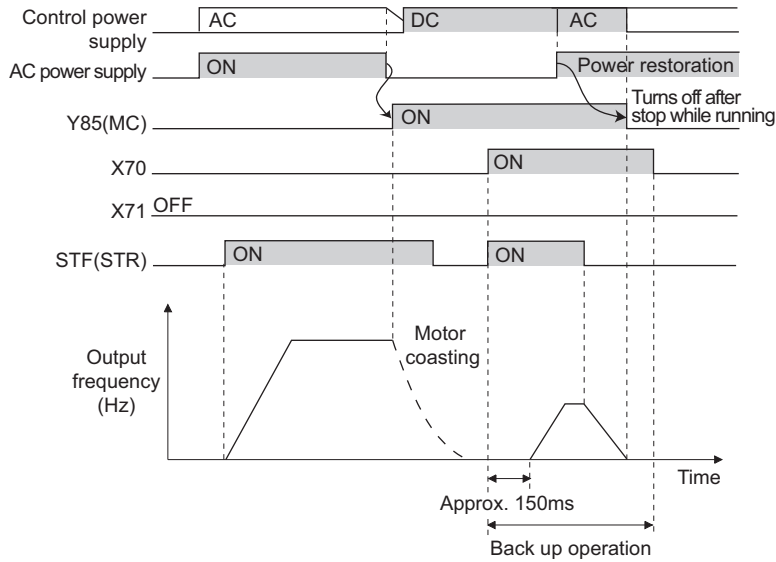 Control power
supply
AC
DC
AC
AC power supply
ON
Power restoration
Turns off after
stop while running
Y85(MC)
ON
X70
ON
X71
OFF
STF(STR)
ON
ON
Output
frequency
(Hz)
Motor
coasting
Time
Approx. 150ms
Back up operation